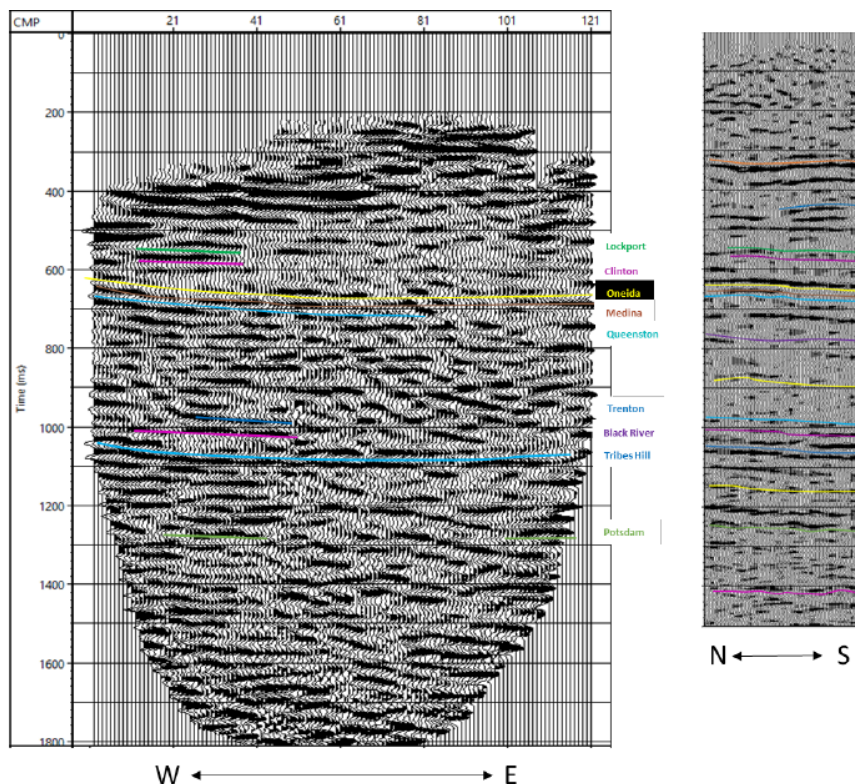 CMP 21 41 61 81 101 121
0
200
400
600
800
1000
1200
1400
1600
1800
Time (ms)
Lockport
Clinton
Oneida
Medina
Queenston
Trenton
Black River
Tribes Hill
Potsdam
W E
N S